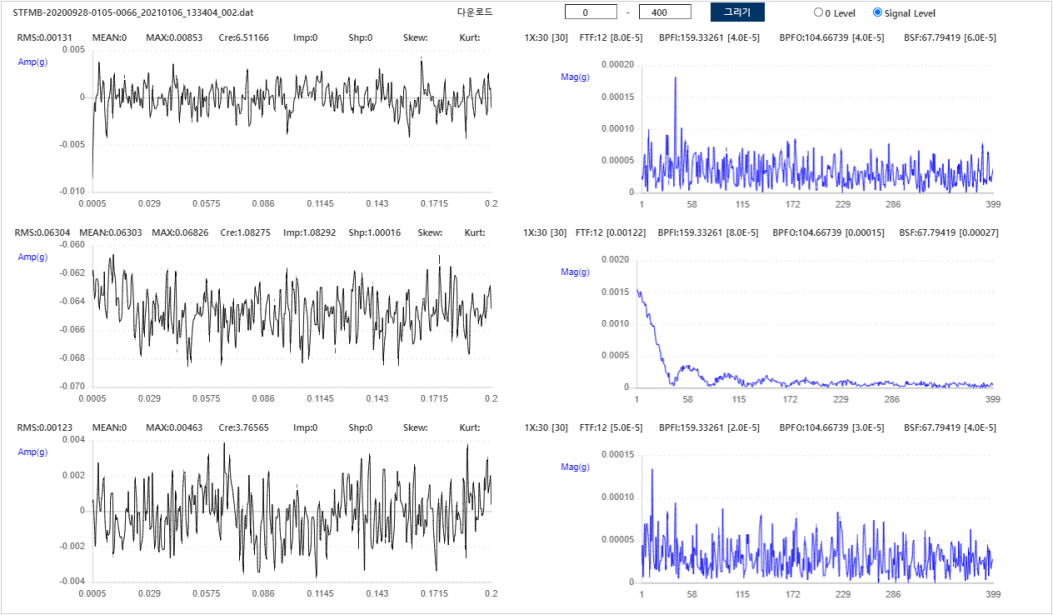 STFMB-20200928-0105-0066_20210106_133404_002.dat 다운로드 0 - 400 그리기 0 Level Signal Level
RMS:0.00131 MEAN:0 MAX:0.00853 Cre:6.51166 Imp:0 Shp:0 Skew: Kurt:
1X:30 [30] FTF:12 [8.0E-5] BPFI:159.33261 [4.0E-5] BPFO:104.66739 [4.0E-5] BSF:67.79419 [6.0E-5]
Amp(g)
0.005
0
-0.005
-0.010
0.0005 0.029 0.0575 0.086 0.1145 0.143 0.1715 0.2
Mag(g)
0.00020
0.00015
0.00010
0.00005
0
1 58 115 172 229 286 399
RMS:0.06304 MEAN:0.06303 MAX:0.06826 Cre:1.08275 Imp:1.08292 Shp:1.00016 Skew: Kurt:
1X:30 [30] FTF:12 [0.00122] BPFI:159.33261 [8.0E-5] BPFO:104.66739 [0.00015] BSF:67.79419 [0.00027]
Amp(g)
-0.060
-0.062
-0.064
-0.066
-0.068
-0.070
0.0005 0.029 0.0575 0.086 0.1145 0.143 0.1715 0.2
Mag(g)
0.0020
0.0015
0.0010
0.0005
0
1 58 115 172 229 286 399
RMS:0.00123 MEAN:0 MAX:0.00463 Cre:3.76565 Imp:0 Shp:0 Skew: Kurt:
1X:30 [30] FTF:12 [5.0E-5] BPFI:159.33261 [2.0E-5] BPFO:104.66739 [3.0E-5] BSF:67.79419 [4.0E-5]
Amp(g)
0.004
0.002
0
-0.002
-0.004
0.0005 0.029 0.0575 0.086 0.1145 0.143 0.1715 0.2
Mag(g)
0.00015
0.00010
0.00005
0
1 58 115 172 229 286 399